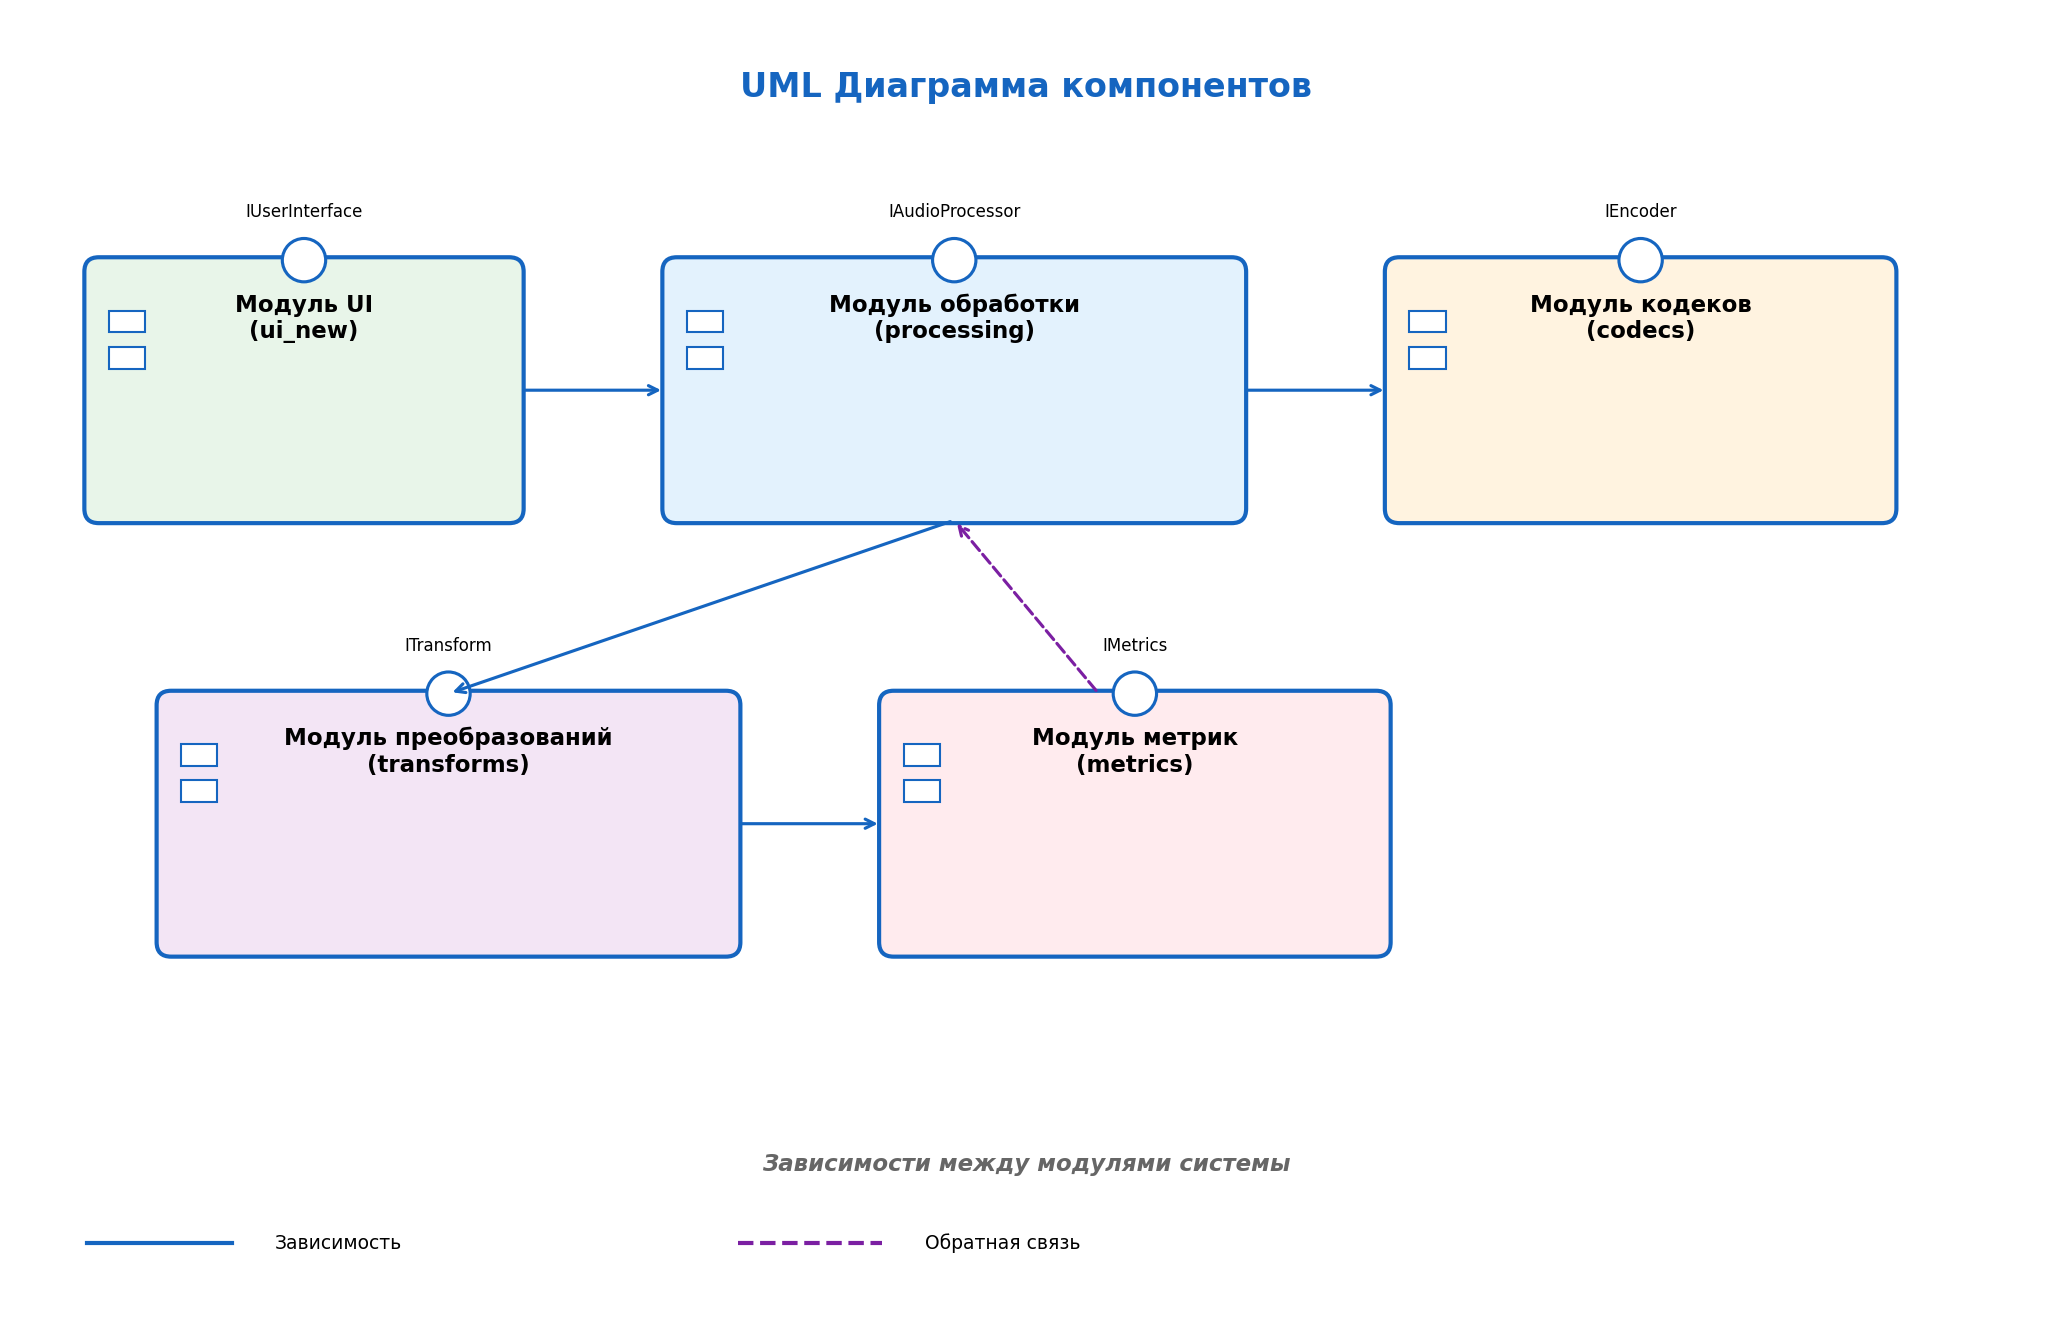 UML Диаграмма компонентов
IUserInterface
IAudioProcessor
IEncoder
Модуль UI
(ui_new)
Модуль обработки
(processing)
Модуль кодеков
(codecs)
ITransform
IMetrics
Модуль преобразований
(transforms)
Модуль метрик
(metrics)
Зависимости между модулями системы
Зависимость
Обратная связь